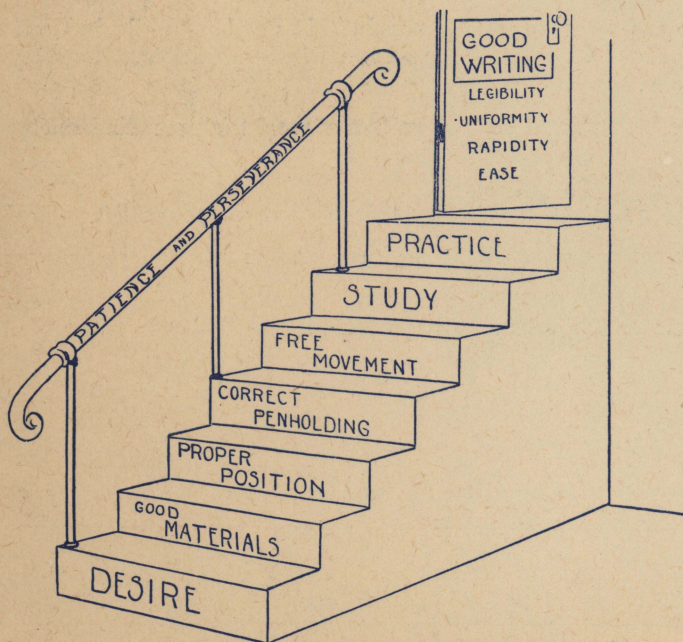 GOOD
WRITING
LEGIBILITY
UNIFORMITY
RAPIDITY
EASE
PATIENCE AND PERSEVERANCE
PRACTICE
STUDY
FREE
MOVEMENT
CORRECT
PENHOLDING
PROPER
POSITION
GOOD
MATERIALS
DESIRE